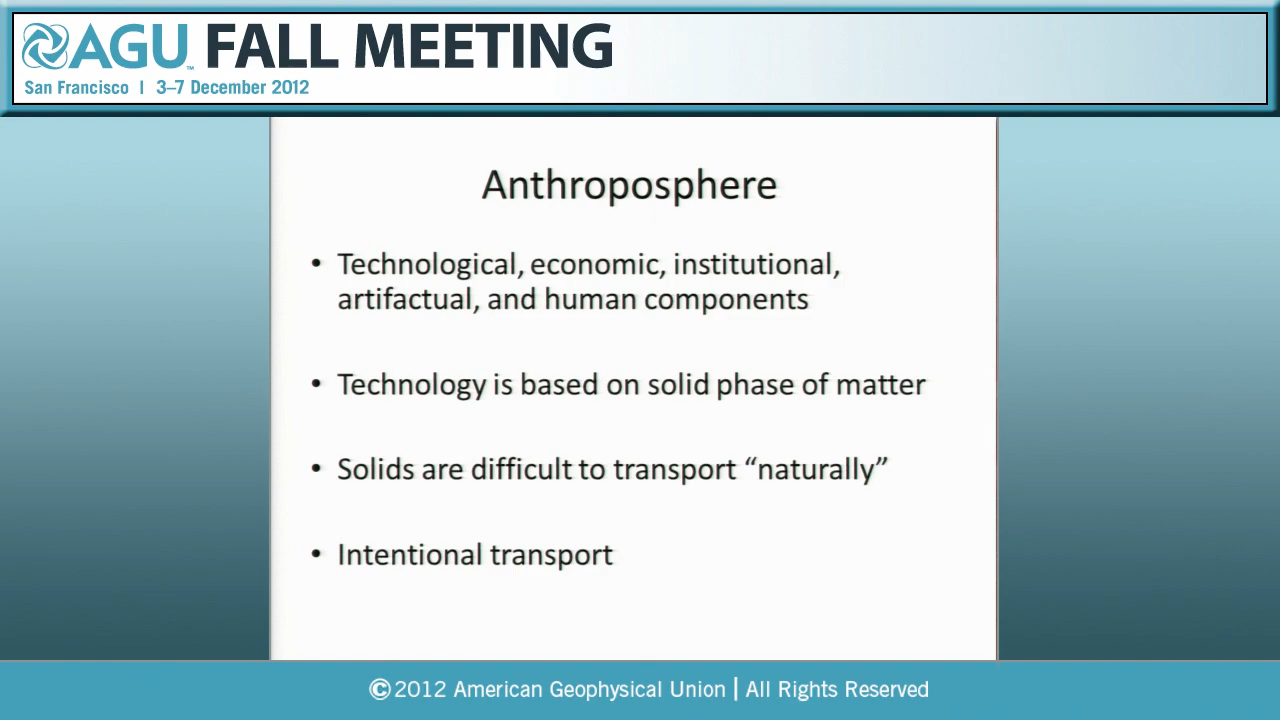 AGU™ FALL MEETING
San Francisco | 3–7 December 2012
Anthroposphere
• Technological, economic, institutional,
artifactual, and human components
• Technology is based on solid phase of matter
• Solids are difficult to transport “naturally”
• Intentional transport
©2012 American Geophysical Union | All Rights Reserved